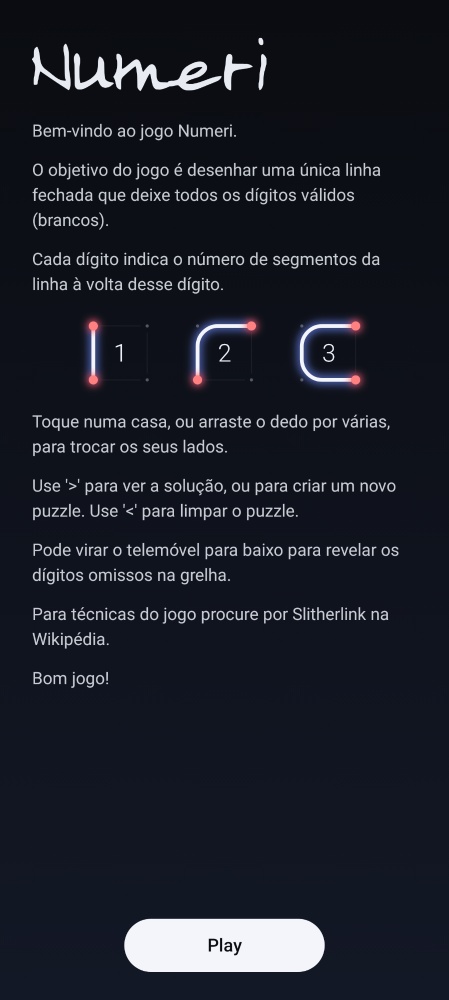 Numeri
Bem-vindo ao jogo Numeri.
O objetivo do jogo é desenhar uma única linha
fechada que deixe todos os dígitos válidos
(brancos).
Cada dígito indica o número de segmentos da
linha à volta desse dígito.
1 2 3
Toque numa casa, ou arraste o dedo por várias,
para trocar os seus lados.
Use '>' para ver a solução, ou para criar um novo
puzzle. Use '<' para limpar o puzzle.
Pode virar o telemóvel para baixo para revelar os
dígitos omissos na grelha.
Para técnicas do jogo procure por Slitherlink na
Wikipédia.
Bom jogo!
Play